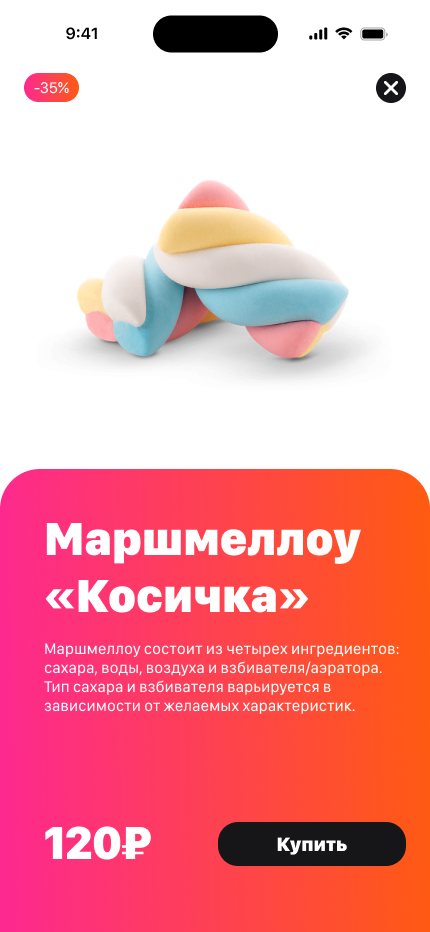 9:41
-35%
Маршмеллоу
«Косичка»
Маршмеллоу состоит из четырех ингредиентов:
сахара, воды, воздуха и взбивателя/аэратора.
Тип сахара и взбивателя варьируется в
зависимости от желаемых характеристик.
120₽
Купить